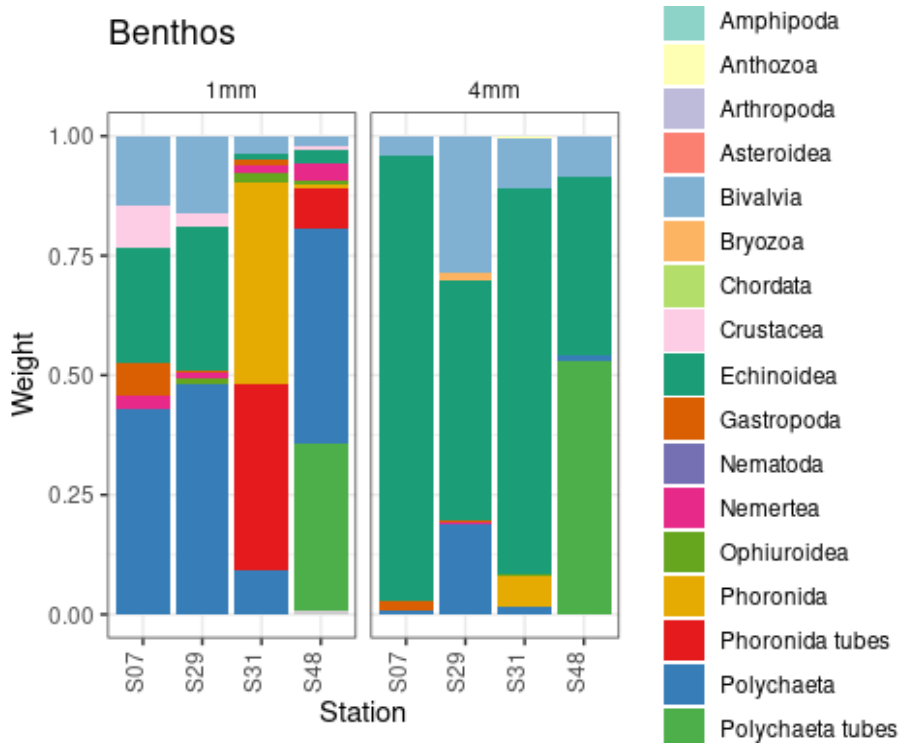 Benthos
1mm
4mm
1.00
0.75
0.50
0.25
0.00
Weight
S07
S29
S31
S48
S07
S29
S31
S48
Station
Amphipoda
Anthozoa
Arthropoda
Asteroidea
Bivalvia
Bryozoa
Chordata
Crustacea
Echinoidea
Gastropoda
Nematoda
Nemertea
Ophiuroidea
Phoronida
Phoronida tubes
Polychaeta
Polychaeta tubes